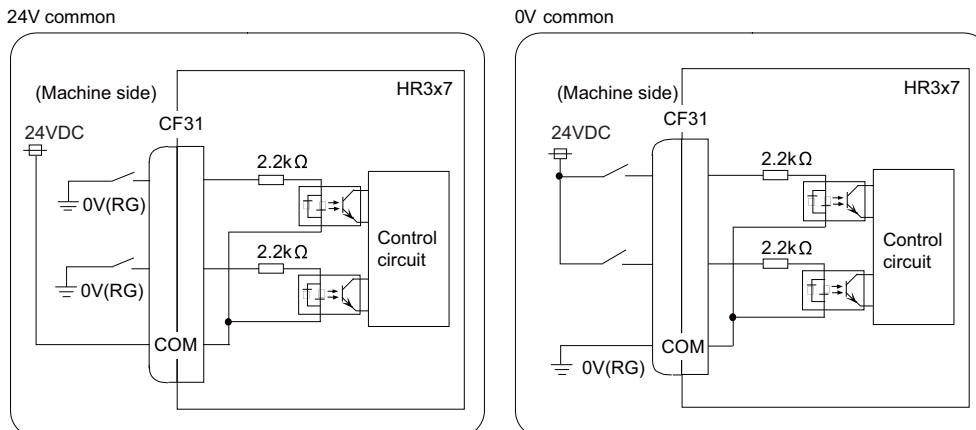 24V common
(Machine side)
HR3x7
CF31
24VDC
2.2kΩ
0V(RG)
Control
circuit
2.2kΩ
0V(RG)
COM
0V common
(Machine side)
HR3x7
CF31
24VDC
2.2kΩ
Control
circuit
2.2kΩ
COM
0V(RG)